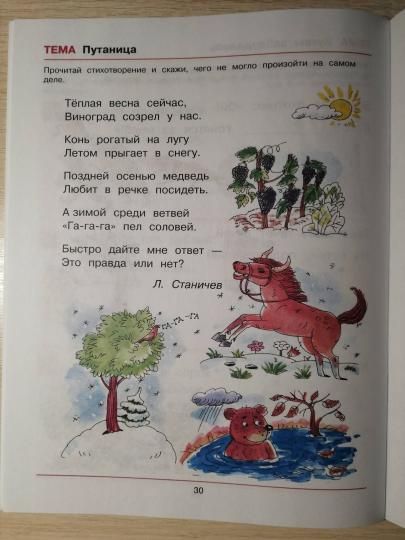 ТЕМА Путаница
Прочитай стихотворение и скажи, чего не могло произойти на самом
деле.
Тёплая весна сейчас,
Виноград созрел у нас.
Конь рогатый на лугу
Летом прыгает в снегу.
Поздней осенью медведь
Любит в речке посидеть.
А зимой среди ветвей
«Га-га-га» пел соловей.
Быстро дайте мне ответ —
Это правда или нет?
Л. Станичев
ГА-ГА-ГА
30